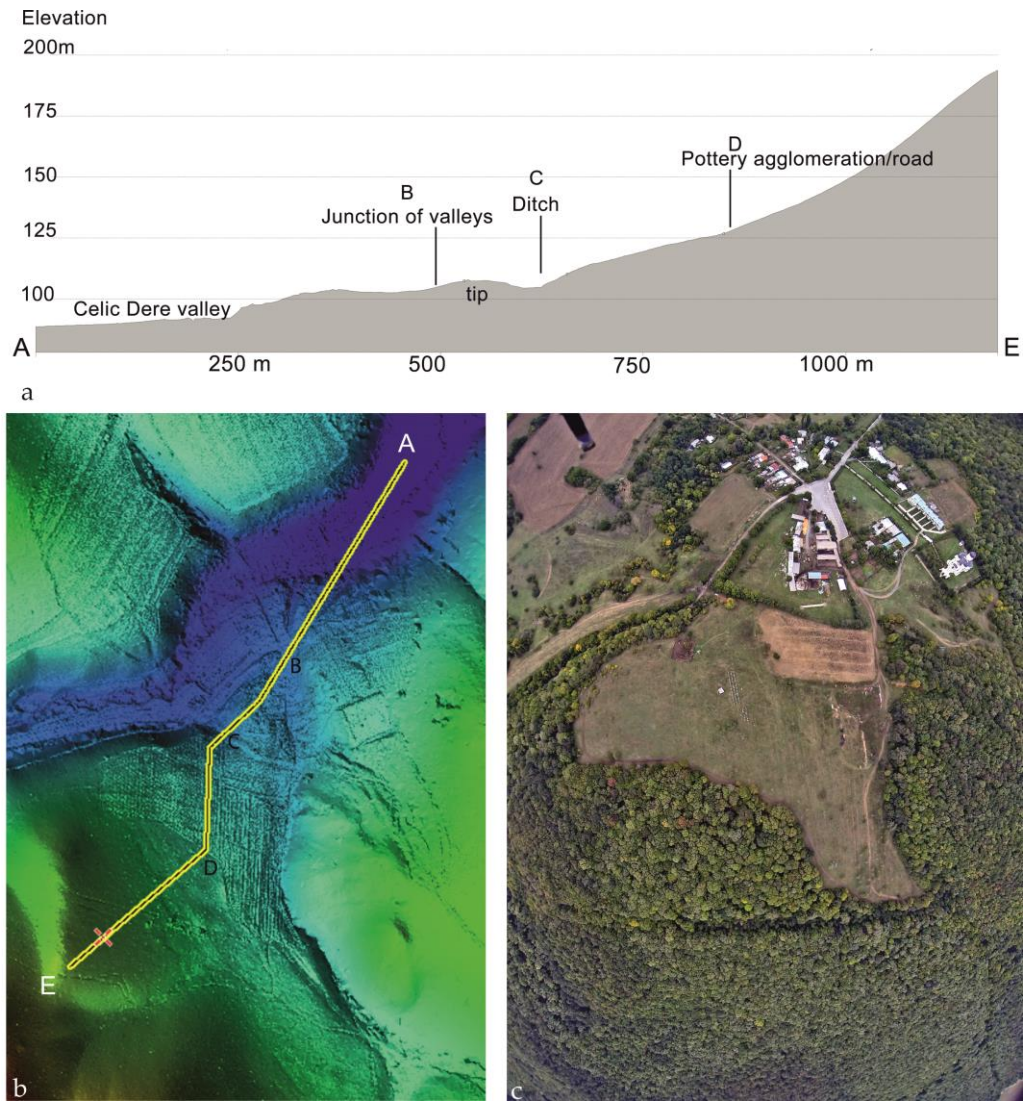 Elevation
200m
175
D
Pottery agglomeration/road
150
B
C
Junction of valleys
Ditch
125
100
Celic Dere valley
tip
A
250 m
500
750
1000 m
E
a
A
B
C
D
E
b
c